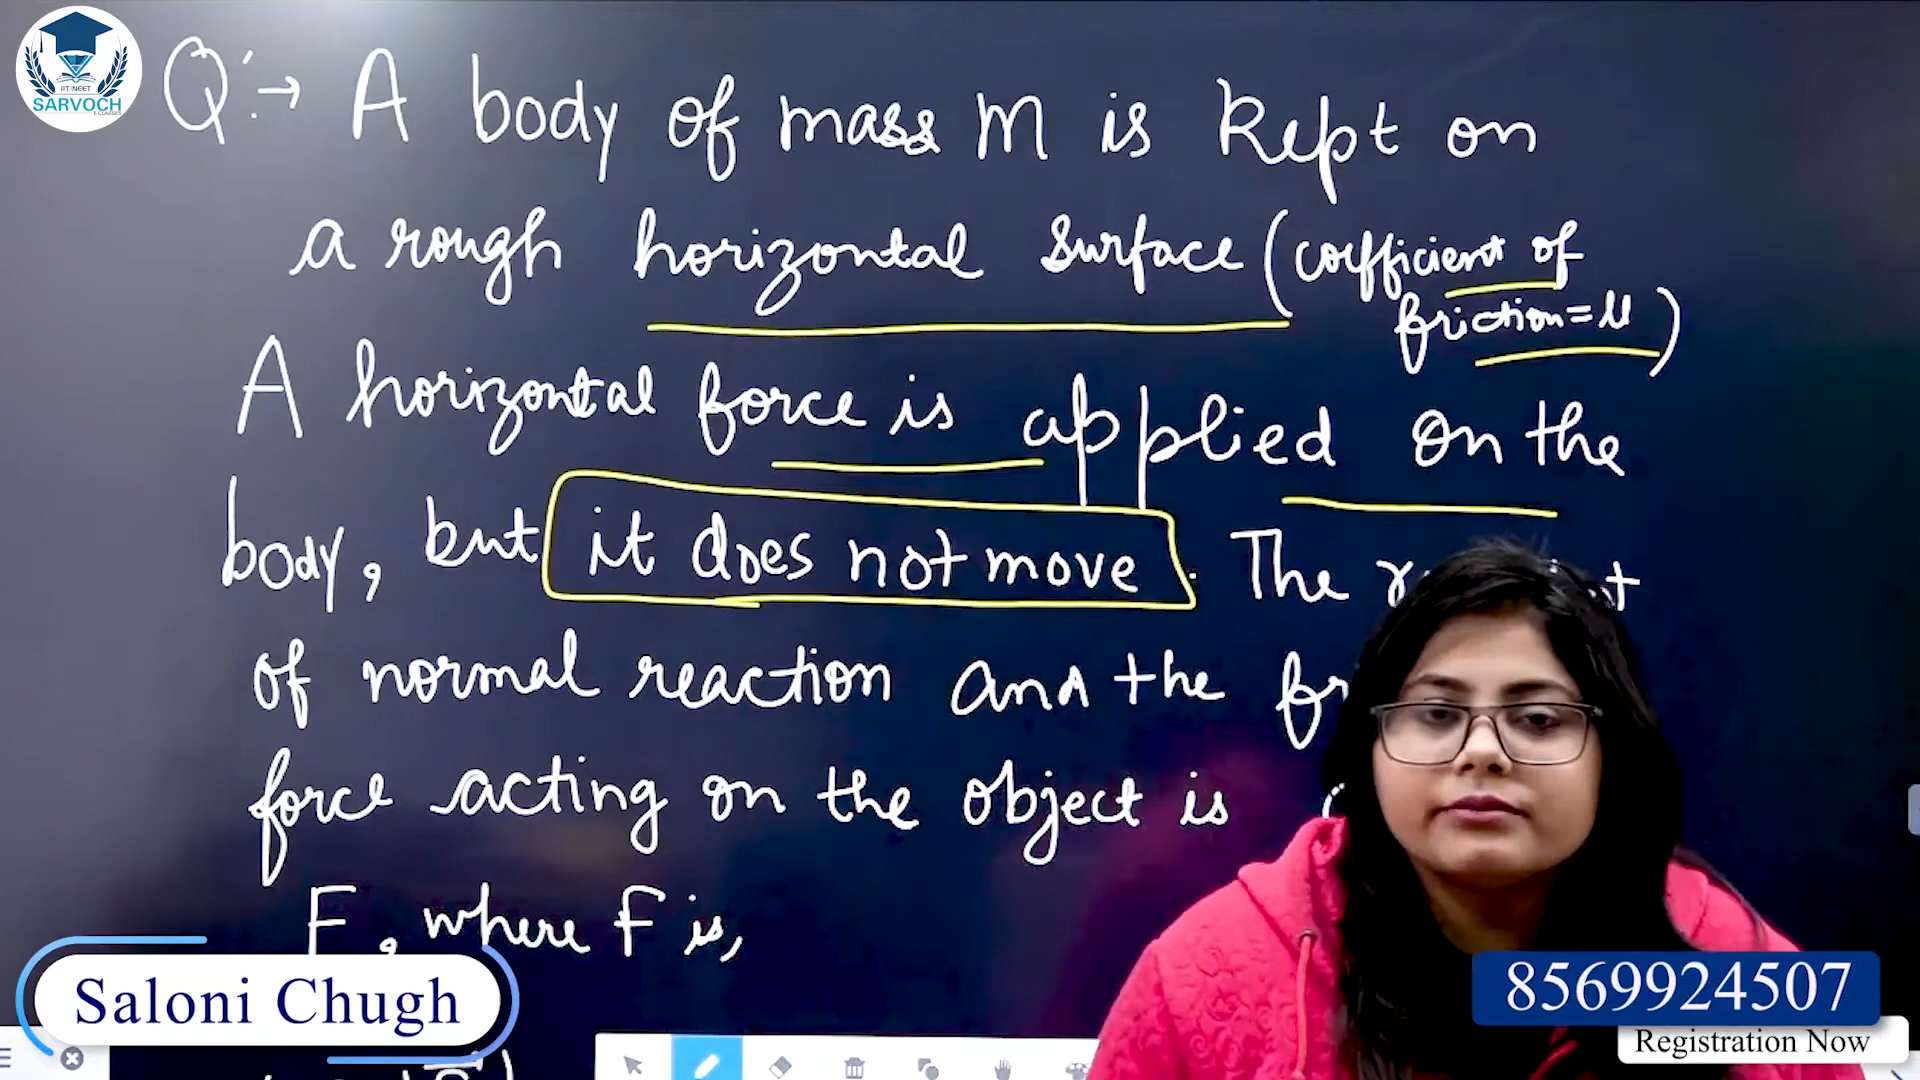 IIT/NEET
SARVOCH
Q:→ A body of mass M is kept on
a rough horizontal surface (coefficient of
friction = μ)
A horizontal force is applied on the
body, but it does not move. The
of normal reaction and the
force acting on the object is
F, where F is,
Saloni Chugh
8569924507
Registration Now